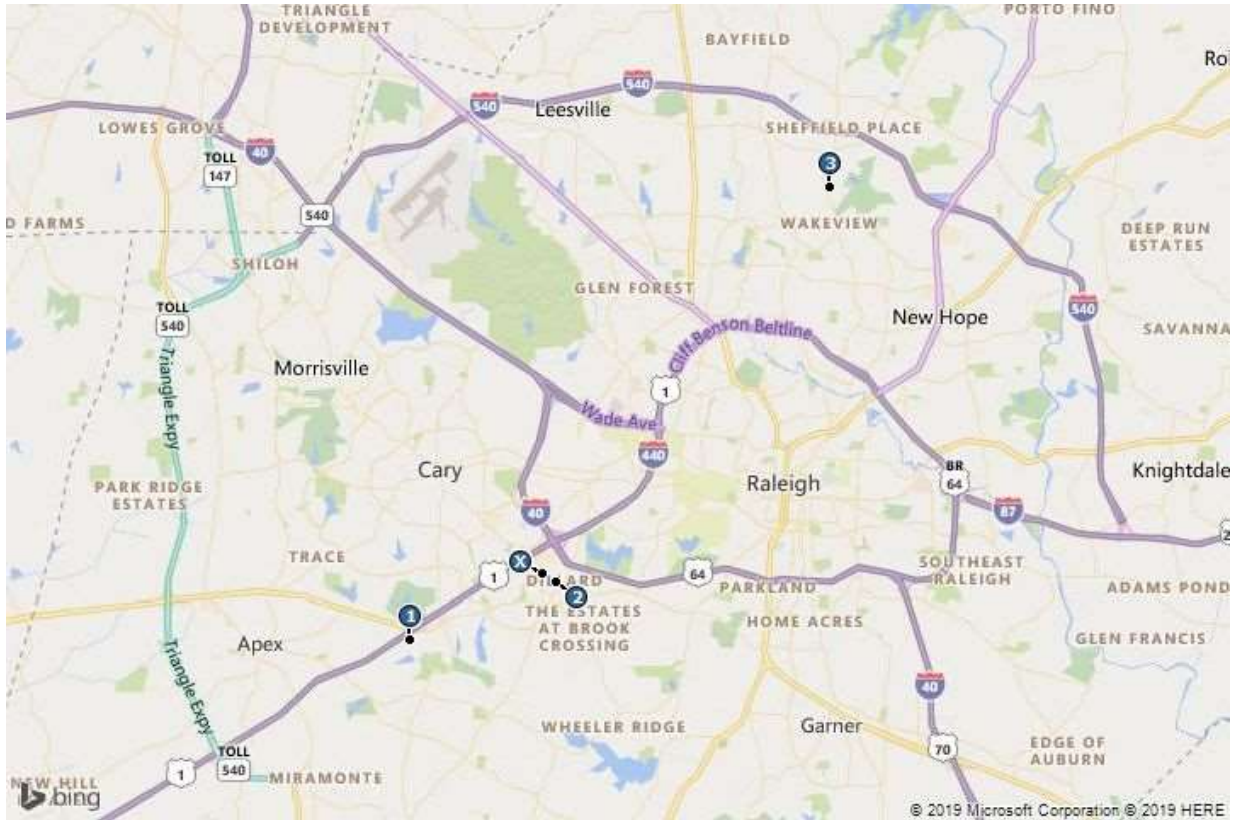 TRIANGLE
DEVELOPMENT
PORTO FINO
BAYFIELD
Ro
540
540
Leesville
LOWES GROVE
SHEFFIELD PLACE
40
TOLL
147
3
540
D FARMS
WAKEVIEW
DEEP RUN
ESTATES
SHILOH
GLEN FOREST
TOLL
540
540
New Hope
SAVANNA
Cliff Benson Beltline
Morrisville
Triangle Expy
1
Wade Ave
440
Cary
Raleigh
BR
64
Knightdale
PARK RIDGE
ESTATES
40
87
2
TRACE
X
1
DILLARD
64
SOUTHEAST
RALEIGH
PARKLAND
ADAMS POND
2
1
THE ESTATES
AT BROOK
CROSSING
HOME ACRES
Apex
GLEN FRANCIS
Triangle Expy
40
WHEELER RIDGE
Garner
70
EDGE OF
AUBURN
TOLL
540
1
MIRAMONTE
NEW HILL
bing
© 2019 Microsoft Corporation © 2019 HERE